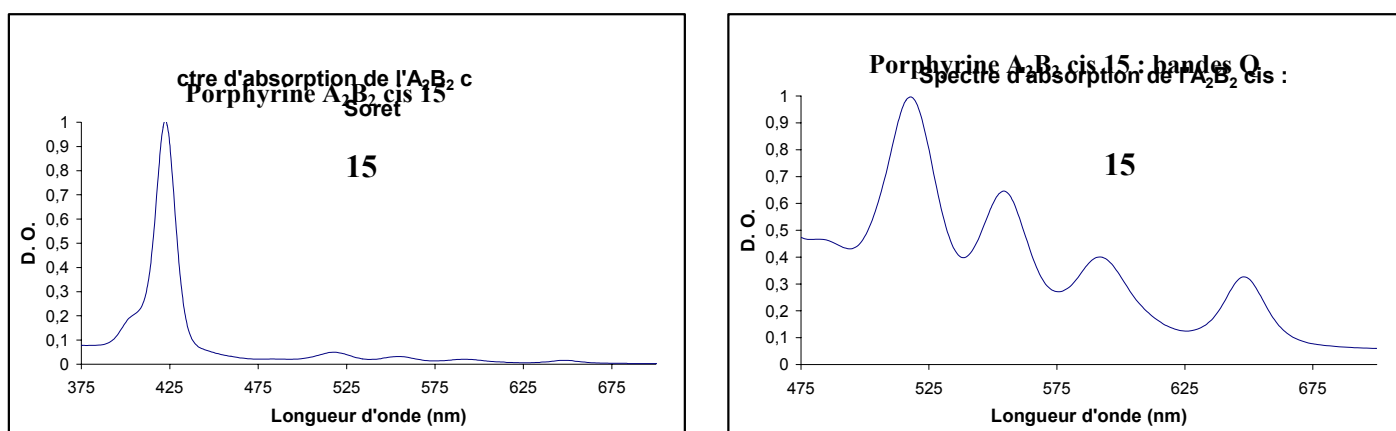 ctre d'absorption de l'A₂B₂ c
Porphyrine A₂B₂ cis 15
Soret
15
D. O.
1
0,9
0,8
0,7
0,6
0,5
0,4
0,3
0,2
0,1
0
375 425 475 525 575 625 675
Longueur d'onde (nm)
Porphyrine A₂B₂ cis 15 : bandes Q
Spectre d'absorption de l'A₂B₂ cis :
15
D. O.
1
0,9
0,8
0,7
0,6
0,5
0,4
0,3
0,2
0,1
0
475 525 575 625 675
Longueur d'onde (nm)